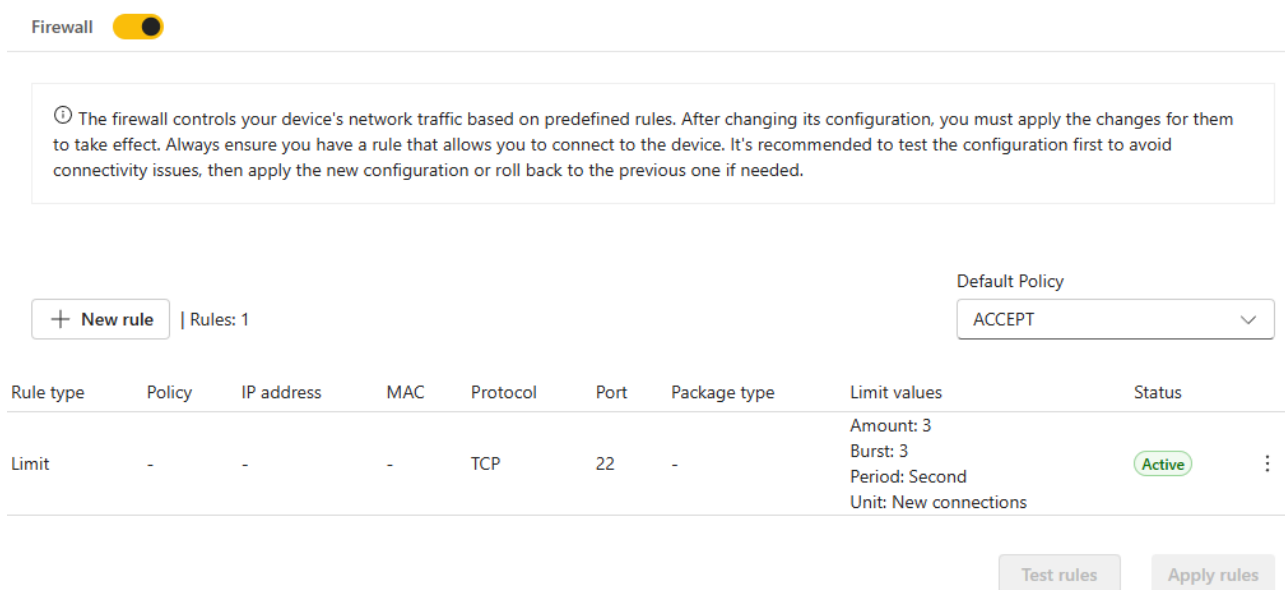 Firewall
The firewall controls your device's network traffic based on predefined rules. After changing its configuration, you must apply the changes for them
to take effect. Always ensure you have a rule that allows you to connect to the device. It's recommended to test the configuration first to avoid
connectivity issues, then apply the new configuration or roll back to the previous one if needed.
Default Policy
+ New rule | Rules: 1
ACCEPT
Rule type Policy IP address MAC Protocol Port Package type Limit values Status
Limit - - - TCP 22 - Amount: 3
Burst: 3
Period: Second
Unit: New connections
Active
Test rules Apply rules